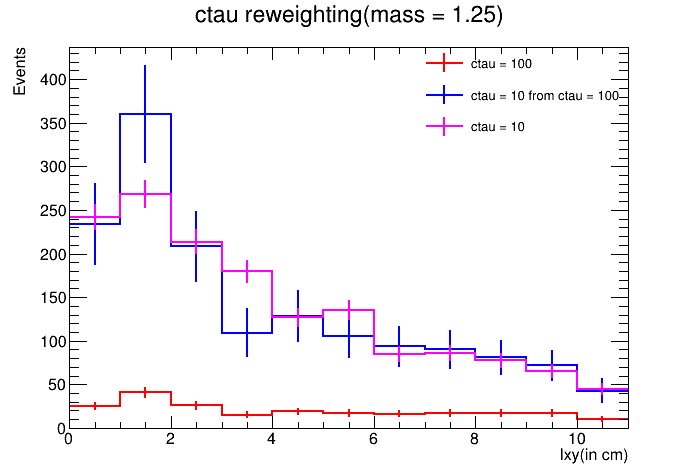 ctau reweighting(mass = 1.25)
Events
ctau = 100
ctau = 10 from ctau = 100
ctau = 10
400
350
300
250
200
150
100
50
0
0 2 4 6 8 10
lxy(in cm)